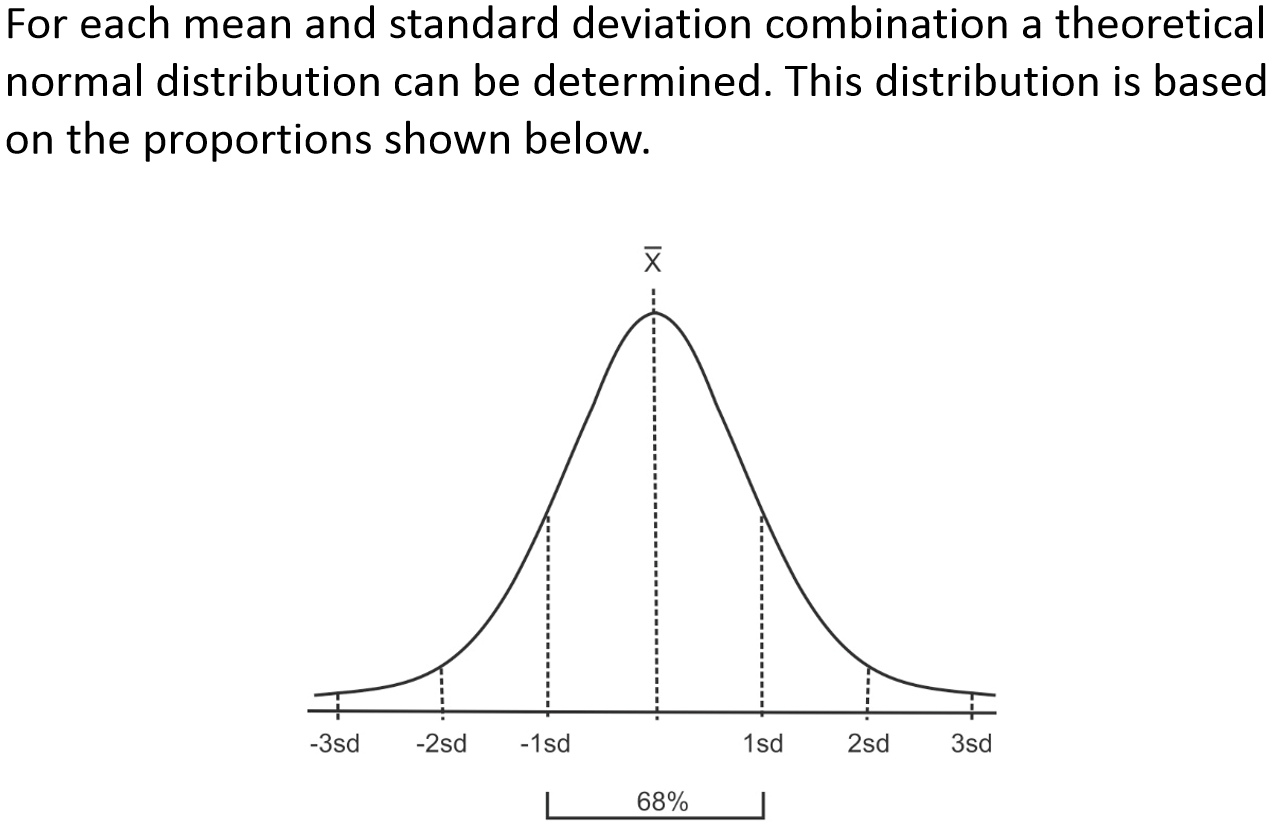 For each mean and standard deviation combination a theoretical
normal distribution can be determined. This distribution is based
on the proportions shown below.
X̅
-3sd -2sd -1sd 1sd 2sd 3sd
68%